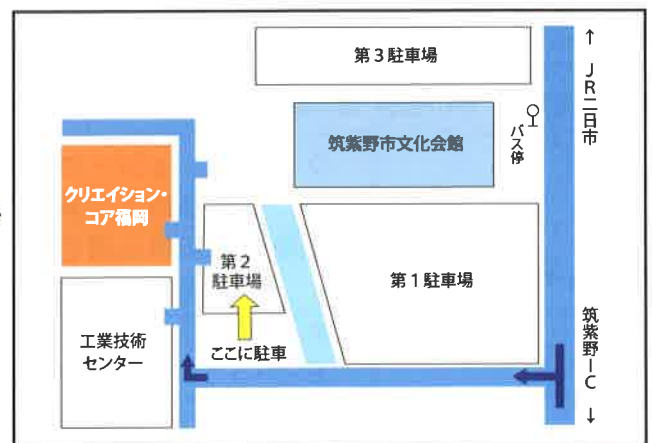 第3駐車場
↑ JR二日市
バス停
筑紫野市文化会館
クリエイション・
コア福岡
第2
駐車場
第1駐車場
ここに駐車
工業技術
センター
筑紫野IC ↓